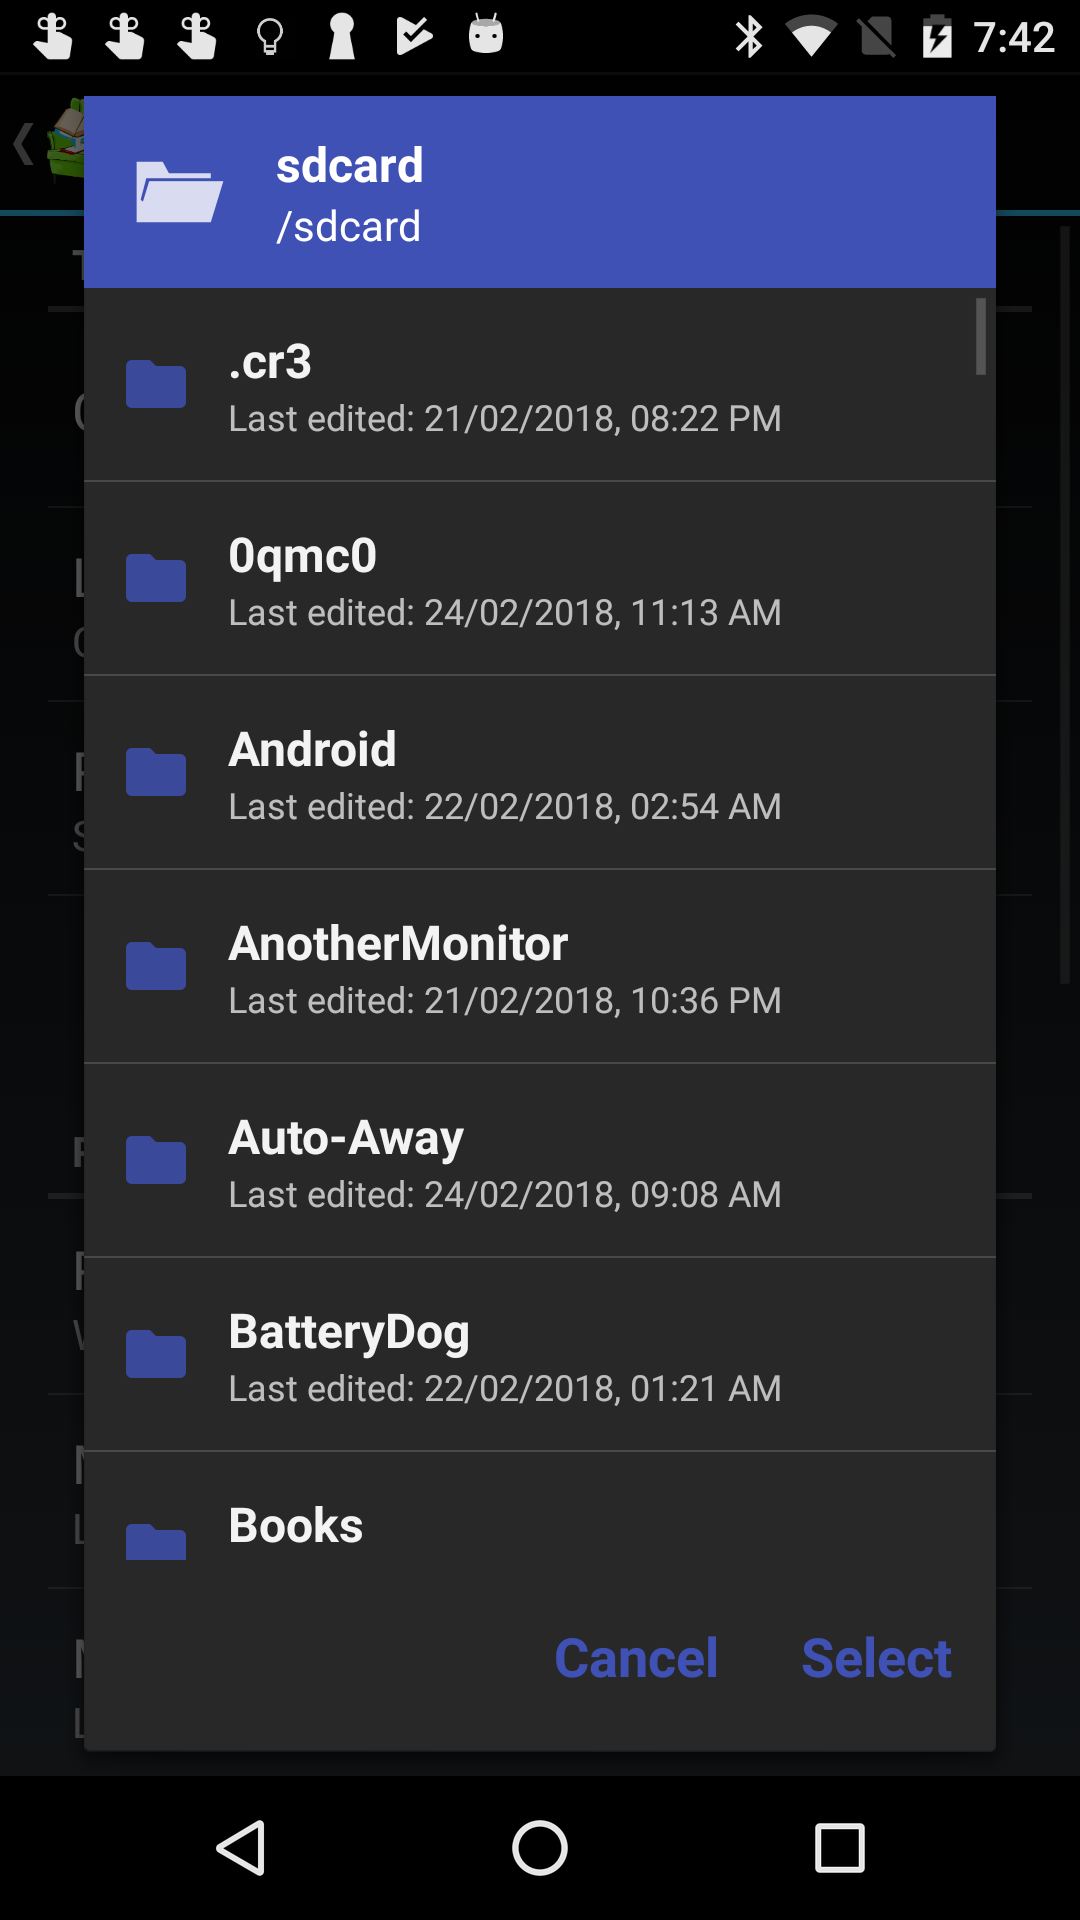 7:42
sdcard
/sdcard
.cr3
Last edited: 21/02/2018, 08:22 PM
0qmc0
Last edited: 24/02/2018, 11:13 AM
Android
Last edited: 22/02/2018, 02:54 AM
AnotherMonitor
Last edited: 21/02/2018, 10:36 PM
Auto-Away
Last edited: 24/02/2018, 09:08 AM
BatteryDog
Last edited: 22/02/2018, 01:21 AM
Books
Cancel Select